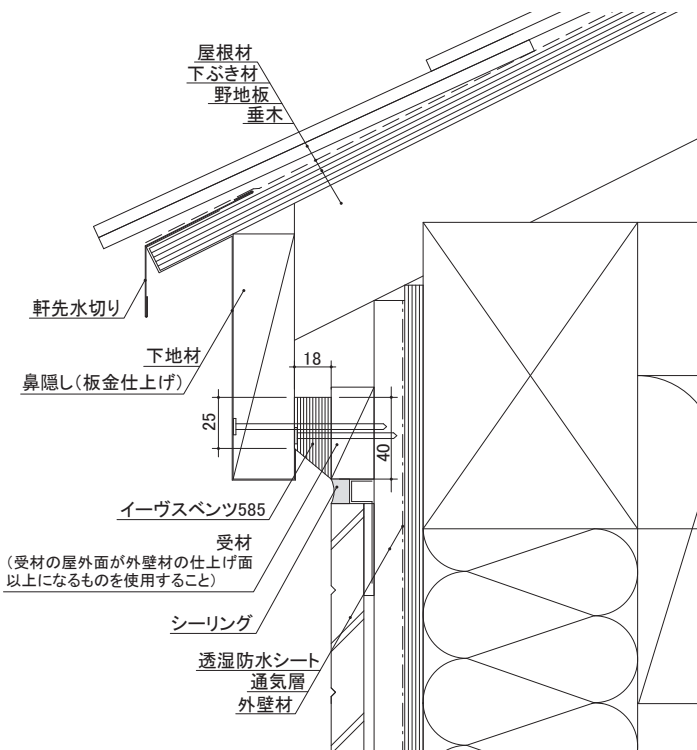 屋根材
下ぶき材
野地板
垂木
軒先水切り
下地材
鼻隠し(板金仕上げ)
18
25
40
イーヴスベンツ585
受材
(受材の屋外面が外壁材の仕上げ面
以上になるものを使用すること)
シーリング
透湿防水シート
通気層
外壁材